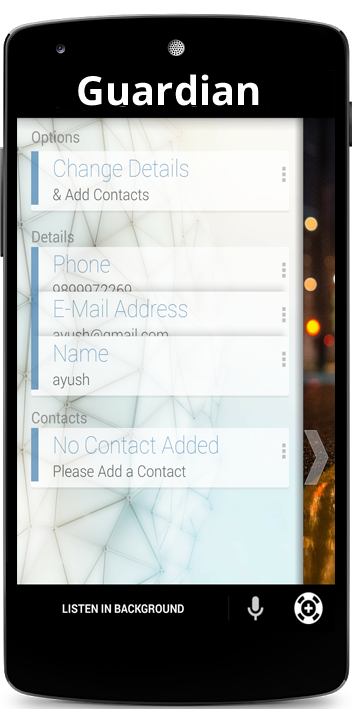 Guardian
Options
Change Details
& Add Contacts
Details
Phone
9899972269
E-Mail Address
ayush@gmail.com
Name
ayush
Contacts
No Contact Added
Please Add a Contact
LISTEN IN BACKGROUND